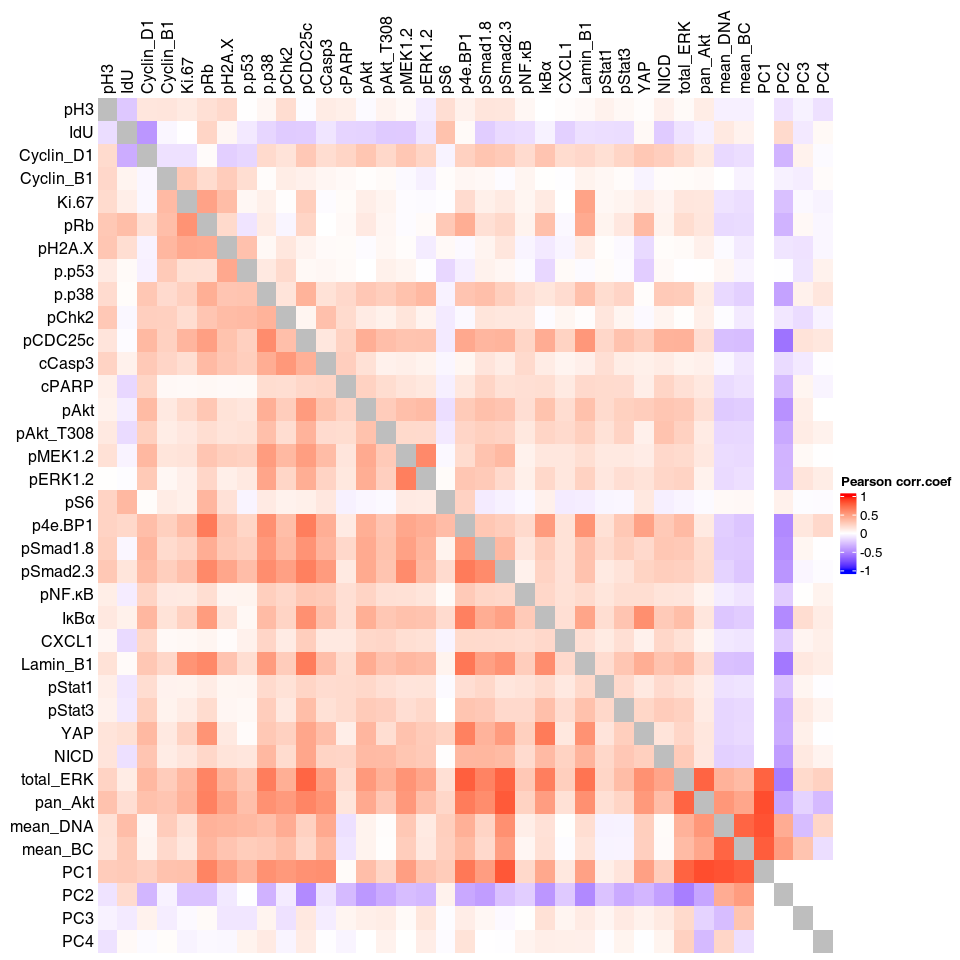 pH3
IdU
Cyclin_D1
Cyclin_B1
Ki.67
pRb
pH2A.X
p.p53
p.p38
pChk2
pCDC25c
cCasp3
cPARP
pAkt
pAkt_T308
pMEK1.2
pERK1.2
pS6
p4e.BP1
pSmad1.8
pSmad2.3
pNF.κB
IκBα
CXCL1
Lamin_B1
pStat1
pStat3
YAP
NICD
total_ERK
pan_Akt
mean_DNA
mean_BC
PC1
PC2
PC3
PC4
pH3
IdU
Cyclin_D1
Cyclin_B1
Ki.67
pRb
pH2A.X
p.p53
p.p38
pChk2
pCDC25c
cCasp3
cPARP
pAkt
pAkt_T308
pMEK1.2
pERK1.2
pS6
p4e.BP1
pSmad1.8
pSmad2.3
pNF.κB
IκBα
CXCL1
Lamin_B1
pStat1
pStat3
YAP
NICD
total_ERK
pan_Akt
mean_DNA
mean_BC
PC1
PC2
PC3
PC4
Pearson corr.coef
1
0.5
0
-0.5
-1